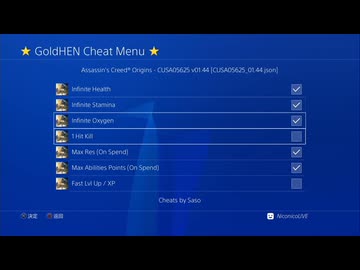 GoldHEN Cheat Menu
Assassin's Creed® Origins - CUSA05625 v01.44 [CUSA05625_01.44.json]
Infinite Health
Infinite Stamina
Infinite Oxygen
1 Hit Kill
Max Res (On Spend)
Max Abilities Points (On Spend)
Fast Lvl Up / XP
Cheats by Saso
決定 返回
NiconicoLIVE